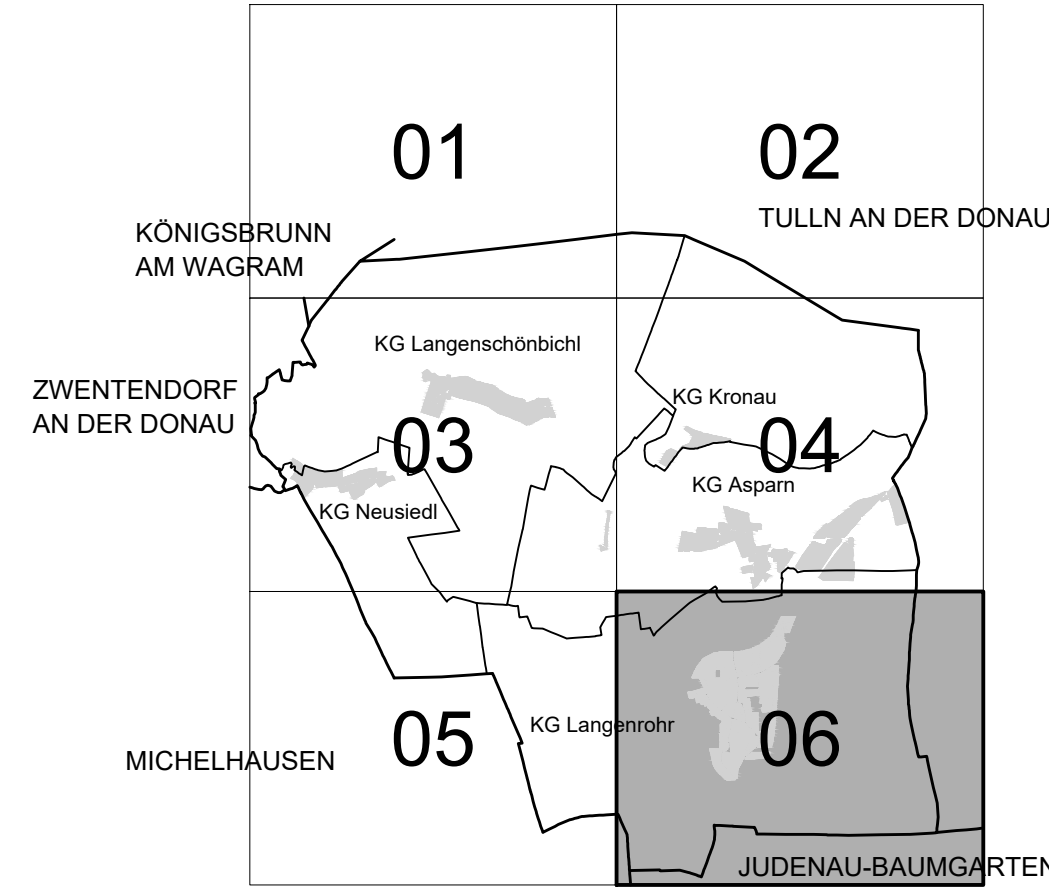 01
02
TULLN AN DER DONAU
KÖNIGSBRUNN
AM WAGRAM
KG Langenschönbichl
ZWENTENDORF
AN DER DONAU
KG Kronau
03
04
KG Asparn
KG Neusiedl
05
KG Langenrohr
06
MICHELHAUSEN
JUDENAU-BAUMGARTEN